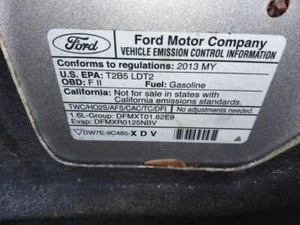 Ford
Ford Motor Company
VEHICLE EMISSION CONTROL INFORMATION
Conforms to regulations: 2013 MY
U.S. EPA: T2B5 LDT2
OBD: F II Fuel: Gasoline
California: Not for sale in states with California
emissions standards.
No adjustments needed.
TWC/HO2S/AFS/CAC/TC/DFI
1.6L-Group: DFMXT01.62E9
Evap: DFMXR0125NBV
DW7E-9C485-XDV